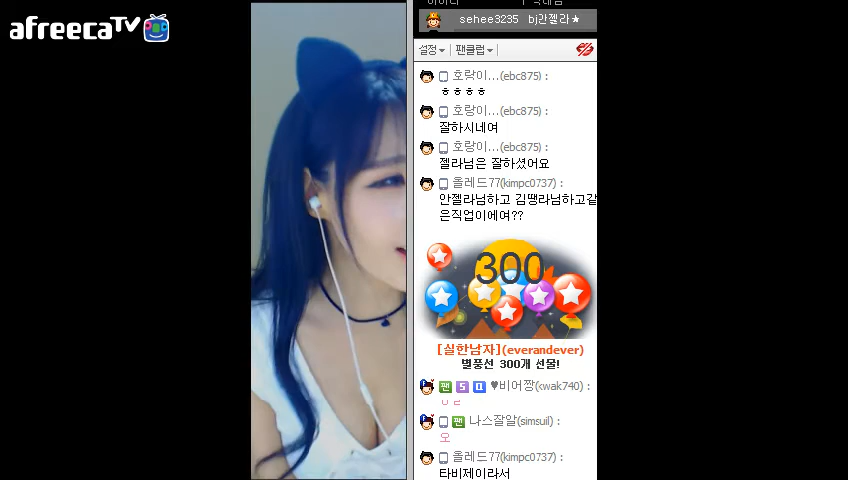 afreecaTV
sehee3235 bj안젤라★
설정
팬클럽
호랑이...(ebc875) :
ㅎㅎㅎㅎ
호랑이...(ebc875) :
잘하시네여
호랑이...(ebc875) :
젤라님은 잘하셨어요
올레드77(kimpc0737) :
안젤라님하고 김땡라님하고같
은직업이에여??
300
[실한남자](everandever)
별풍선 300개 선물!
팬 5 ♥비어짱(kwak740) :
ㅇㄹ
팬 나스잘알(simsuil) :
오
올레드77(kimpc0737) :
타비제이라서